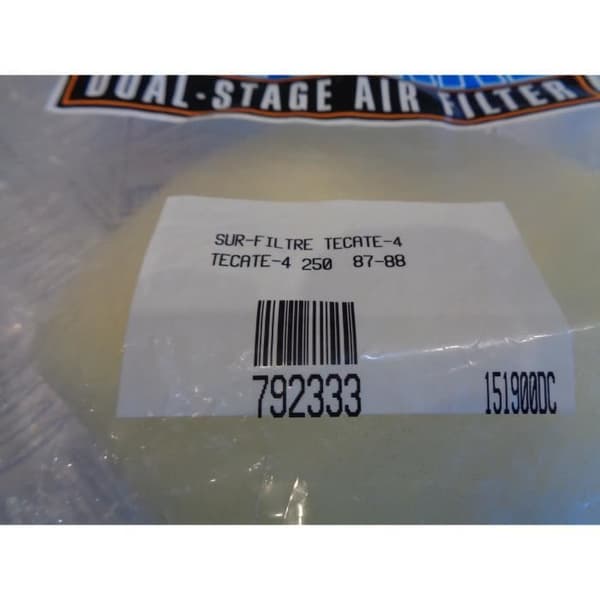 DUAL-STAGE AIR FILTER
SUR-FILTRE TECATE-4
TECATE-4 250 87-88
792333
151900DC